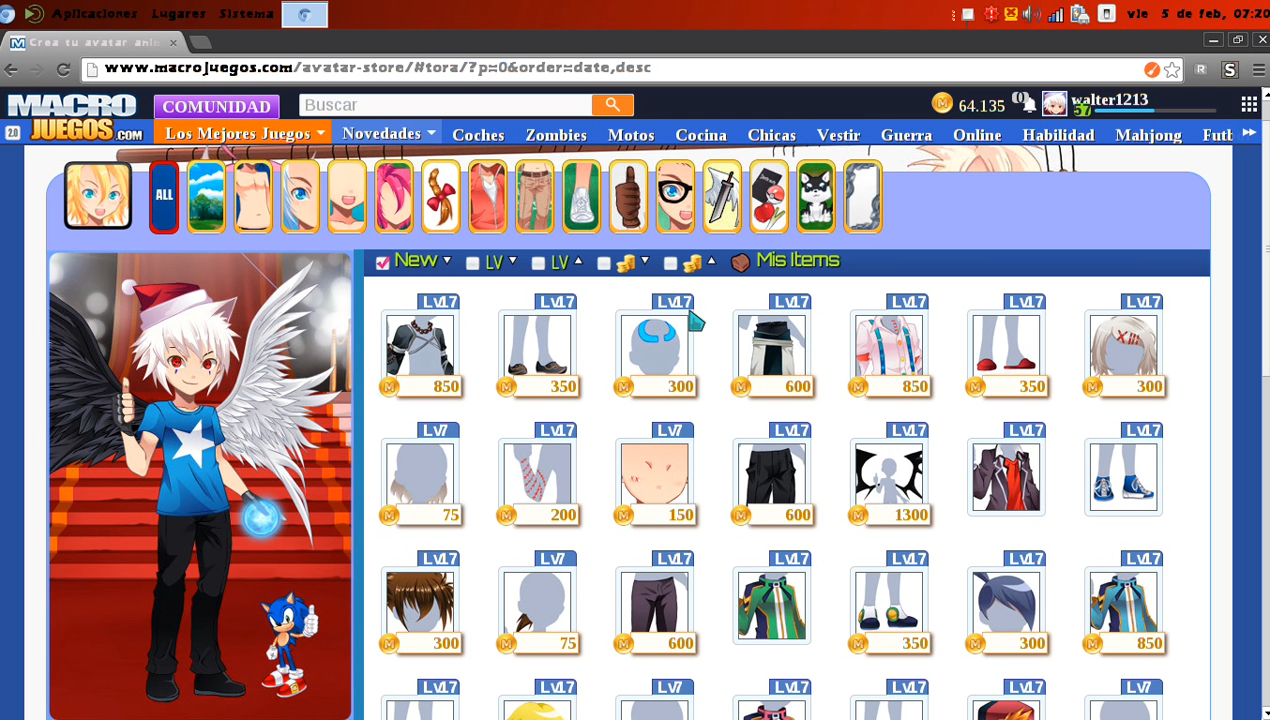 Aplicaciones Lugares Sistema
vie 5 de feb, 07:20
Crea tu avatar ani
www.macrojuegos.com/avatar-store/#tora/?p=0&order=date,desc
MACRO JUEGOS.COM
2.0
COMUNIDAD
Buscar
64.135
0
walter1213
57
Los Mejores Juegos Novedades Coches Zombies Motos Cocina Chicas Vestir Guerra Online Habilidad Mahjong Futb
ALL
New LV LV Mis Items
Lv17 Lv17 Lv17 Lv17 Lv17 Lv17 Lv17
850 350 300 600 850 350 300
Lv7 Lv17 Lv7 Lv17 Lv17 Lv17 Lv17
75 200 150 600 1300
Lv17 Lv7 Lv17 Lv17 Lv17 Lv17 Lv17
300 75 600 350 300 850
Lv17 Lv17 Lv7 Lv17 Lv17 Lv17 Lv7